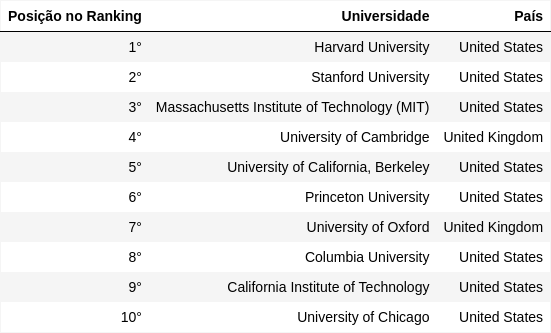 Posição no Ranking Universidade País
1° Harvard University United States
2° Stanford University United States
3° Massachusetts Institute of Technology (MIT) United States
4° University of Cambridge United Kingdom
5° University of California, Berkeley United States
6° Princeton University United States
7° University of Oxford United Kingdom
8° Columbia University United States
9° California Institute of Technology United States
10° University of Chicago United States